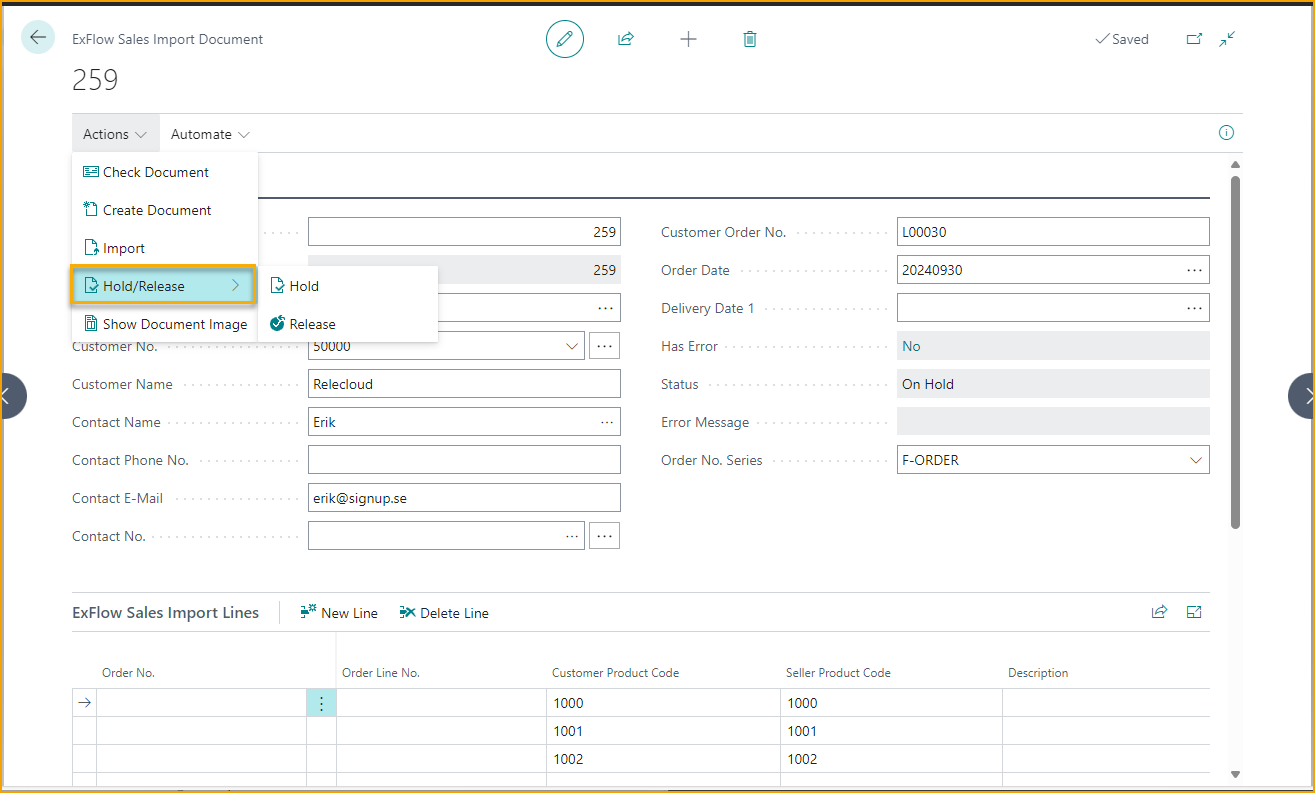 ExFlow Sales Import Document
Saved
259
Actions
Automate
Check Document
Create Document
Import
Hold/Release
Hold
Show Document Image
Release
259
259
Customer No.
50000
Customer Name
Relecloud
Contact Name
Erik
Contact Phone No.
Contact E-Mail
erik@signup.se
Contact No.
Customer Order No.
L00030
Order Date
20240930
Delivery Date 1
Has Error
No
Status
On Hold
Error Message
Order No. Series
F-ORDER
ExFlow Sales Import Lines
New Line
Delete Line
Order No.
Order Line No.
Customer Product Code
Seller Product Code
Description
1000
1000
1001
1001
1002
1002